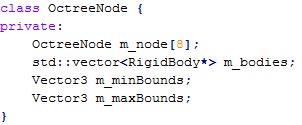 class OctreeNode {
private:
    OctreeNode m_node[8];
    std::vector<RigidBody*> m_bodies;
    Vector3 m_minBounds;
    Vector3 m_maxBounds;
}